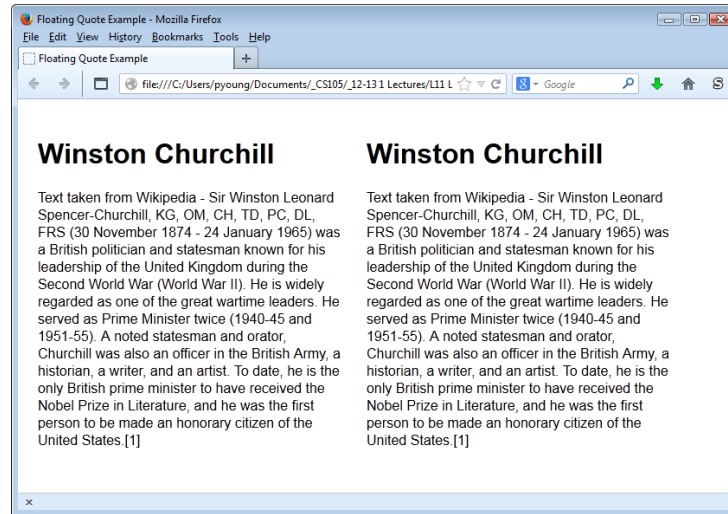 Floating Quote Example - Mozilla Firefox
File Edit View History Bookmarks Tools Help
Floating Quote Example +
file:///C:/Users/pyoung/Documents/_CS105/_12-13 1 Lectures/L11 L
8 Google
S
Winston Churchill
Text taken from Wikipedia - Sir Winston Leonard
Spencer-Churchill, KG, OM, CH, TD, PC, DL,
FRS (30 November 1874 - 24 January 1965) was
a British politician and statesman known for his
leadership of the United Kingdom during the
Second World War (World War II). He is widely
regarded as one of the great wartime leaders. He
served as Prime Minister twice (1940-45 and
1951-55). A noted statesman and orator,
Churchill was also an officer in the British Army, a
historian, a writer, and an artist. To date, he is the
only British prime minister to have received the
Nobel Prize in Literature, and he was the first
person to be made an honorary citizen of the
United States.[1]
Winston Churchill
Text taken from Wikipedia - Sir Winston Leonard
Spencer-Churchill, KG, OM, CH, TD, PC, DL,
FRS (30 November 1874 - 24 January 1965) was
a British politician and statesman known for his
leadership of the United Kingdom during the
Second World War (World War II). He is widely
regarded as one of the great wartime leaders. He
served as Prime Minister twice (1940-45 and
1951-55). A noted statesman and orator,
Churchill was also an officer in the British Army, a
historian, a writer, and an artist. To date, he is the
only British prime minister to have received the
Nobel Prize in Literature, and he was the first
person to be made an honorary citizen of the
United States.[1]
×